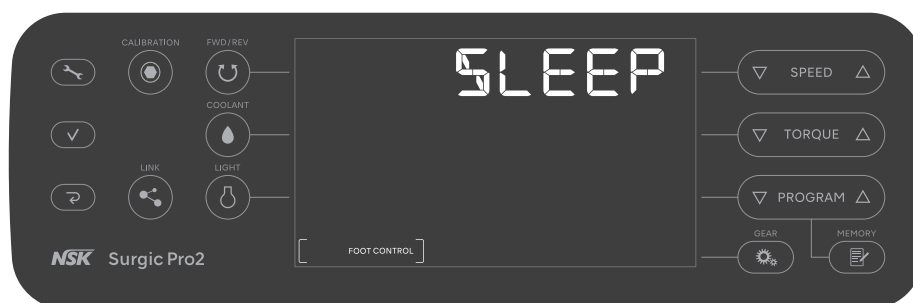 CALIBRATION
FWD/REV
SLEEP
SPEED
COOLANT
TORQUE
LINK
LIGHT
PROGRAM
GEAR
MEMORY
FOOT CONTROL
NSK Surgic Pro2